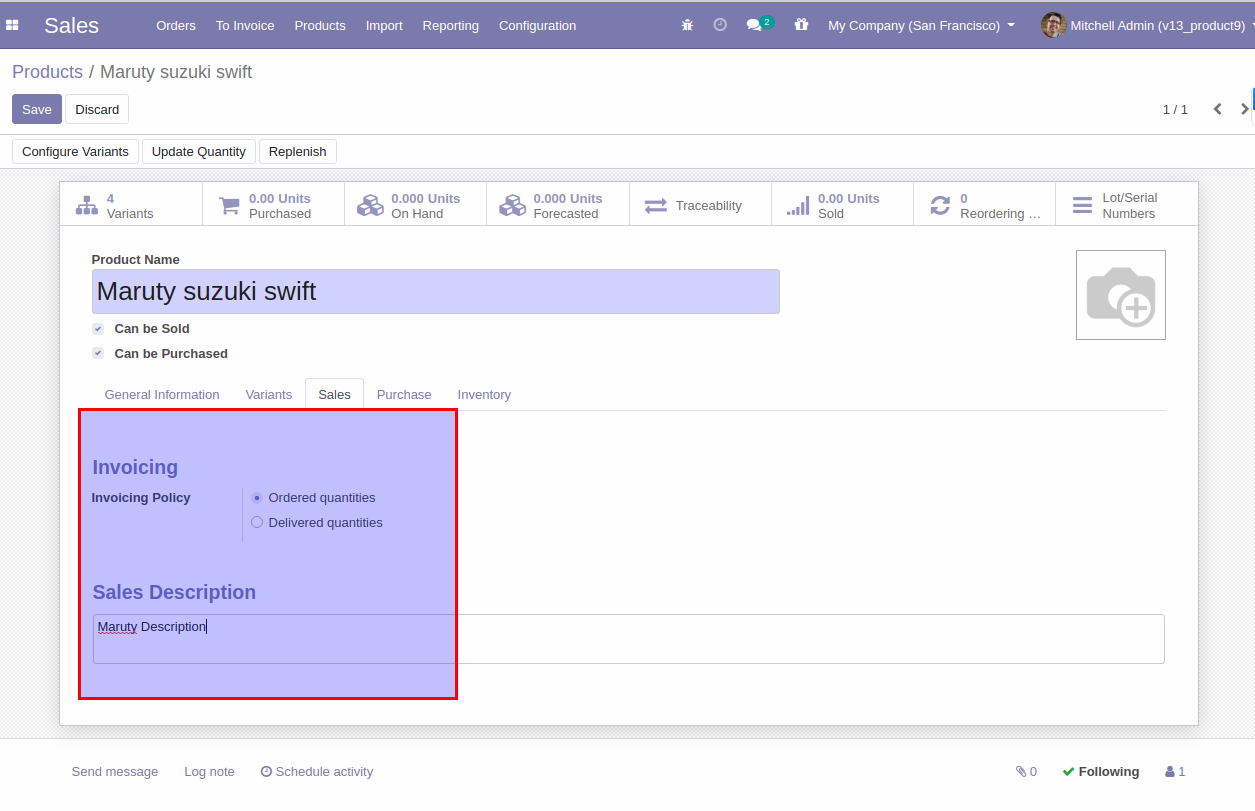 Sales Orders To Invoice Products Import Reporting Configuration 2 My Company (San Francisco) Mitchell Admin (v13_product9)
Products / Maruty suzuki swift
Save Discard 1 / 1
Configure Variants Update Quantity Replenish
4 Variants
0.00 Units Purchased
0.000 Units On Hand
0.000 Units Forecasted
Traceability
0.00 Units Sold
0 Reordering ...
Lot/Serial Numbers
Product Name
Maruty suzuki swift
Can be Sold
Can be Purchased
General Information Variants Sales Purchase Inventory
Invoicing
Invoicing Policy Ordered quantities
Delivered quantities
Sales Description
Maruty Description
Send message Log note Schedule activity 0 Following 1